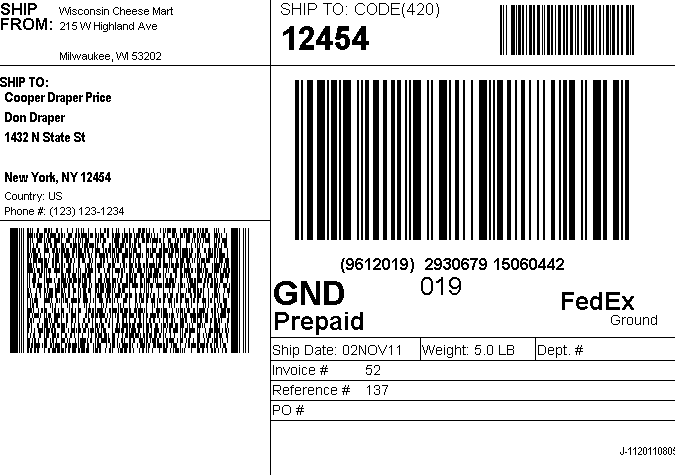 SHIP FROM:
Wisconsin Cheese Mart
215 W Highland Ave
Milwaukee, WI 53202
SHIP TO: CODE(420)
12454
SHIP TO:
Cooper Draper Price
Don Draper
1432 N State St
New York, NY 12454
Country: US
Phone #: (123) 123-1234
(9612019) 2930679 15060442
GND
019
Prepaid
FedEx
Ground
Ship Date: 02NOV11
Weight: 5.0 LB
Dept. #
Invoice # 52
Reference # 137
PO #
J-1120110805